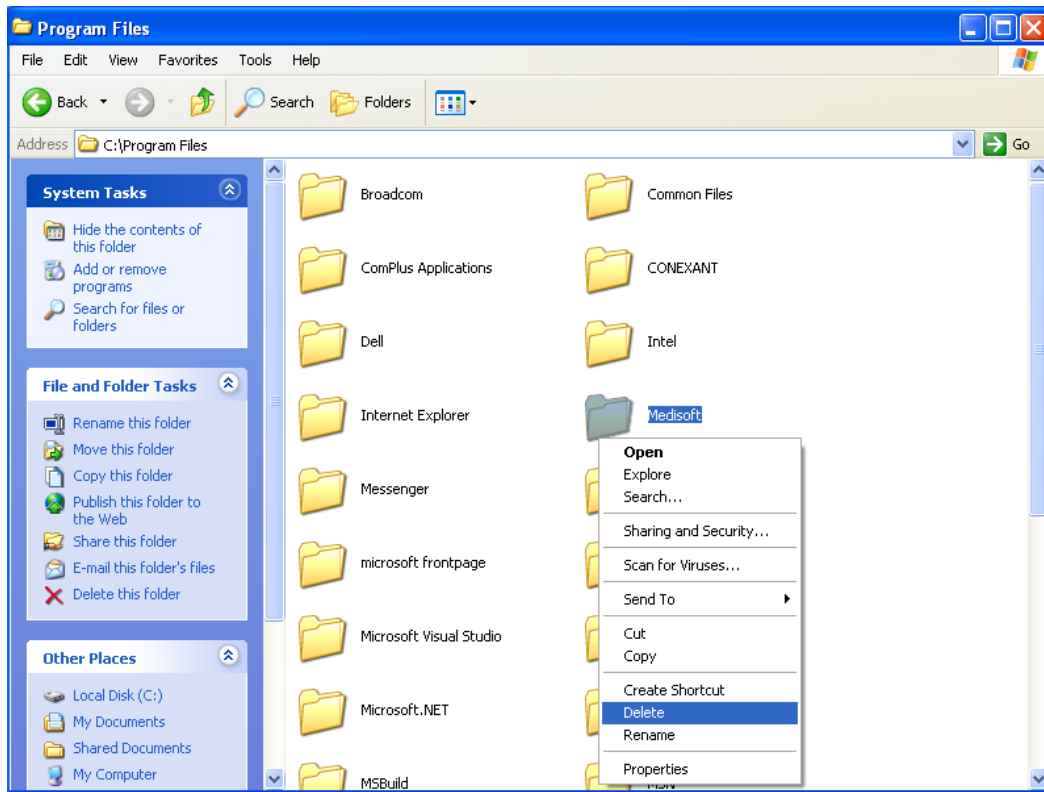 Program Files
File Edit View Favorites Tools Help
Back Search Folders
Address C:\Program Files Go
System Tasks
Hide the contents of
this folder
Add or remove
programs
Search for files or
folders
File and Folder Tasks
Rename this folder
Move this folder
Copy this folder
Publish this folder to
the Web
Share this folder
E-mail this folder's files
Delete this folder
Other Places
Local Disk (C:)
My Documents
Shared Documents
My Computer
Broadcom Common Files
ComPlus Applications CONEXANT
Dell Intel
Internet Explorer Medisoft
Messenger
microsoft frontpage
Microsoft Visual Studio
Microsoft.NET
MSBuild MSN
Open
Explore
Search...
Sharing and Security...
Scan for Viruses...
Send To
Cut
Copy
Create Shortcut
Delete
Rename
Properties